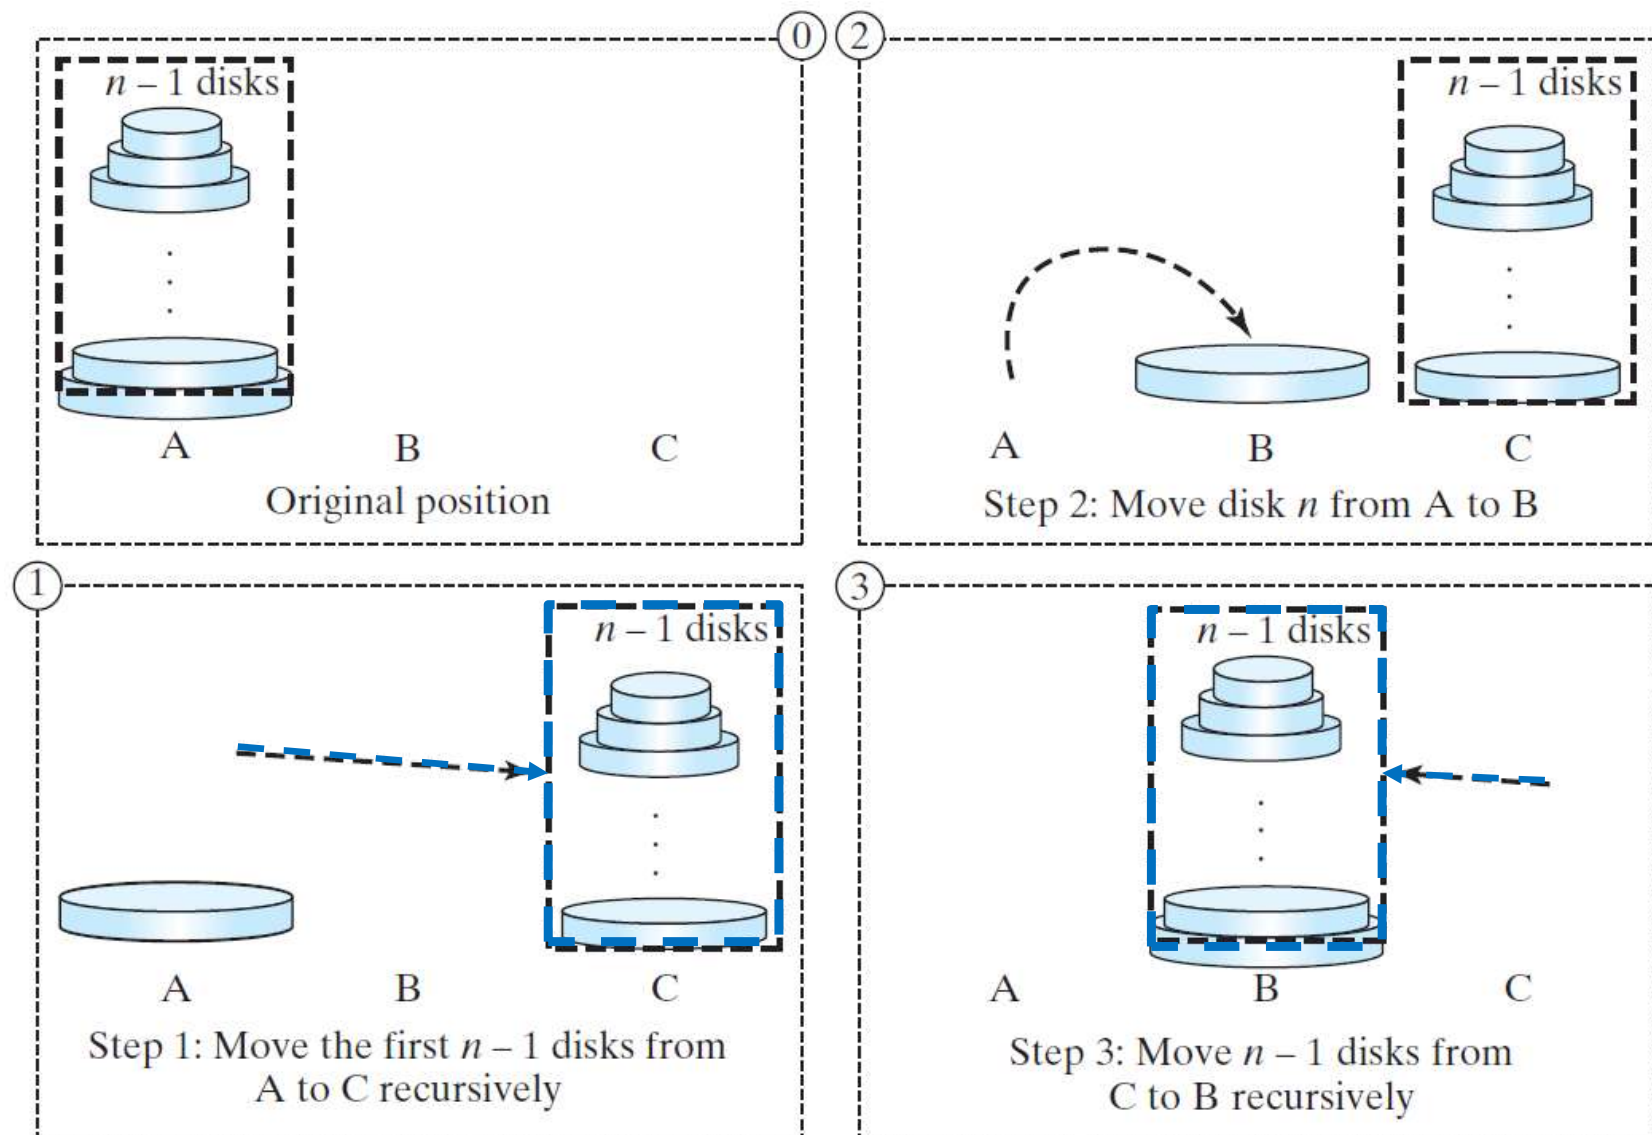 0
n – 1 disks
A
B
C
Original position
2
n – 1 disks
A
B
C
Step 2: Move disk n from A to B
1
n – 1 disks
A
B
C
Step 1: Move the first n – 1 disks from
A to C recursively
3
n – 1 disks
A
B
C
Step 3: Move n – 1 disks from
C to B recursively